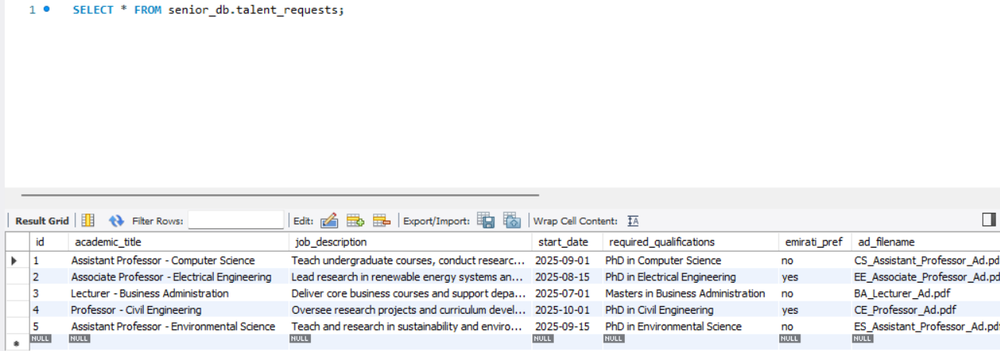 1 SELECT * FROM senior_db.talent_requests;
Result Grid Filter Rows: Edit: Export/Import: Wrap Cell Content: IA
id academic_title job_description start_date required_qualifications emirati_pref ad_filename
1 Assistant Professor - Computer Science Teach undergraduate courses, conduct researc... 2025-09-01 PhD in Computer Science no CS_Assistant_Professor_Ad.pd
2 Associate Professor - Electrical Engineering Lead research in renewable energy systems an... 2025-08-15 PhD in Electrical Engineering yes EE_Associate_Professor_Ad.pd
3 Lecturer - Business Administration Deliver core business courses and support depa... 2025-07-01 Masters in Business Administration no BA_Lecturer_Ad.pdf
4 Professor - Civil Engineering Oversee research projects and curriculum devel... 2025-10-01 PhD in Civil Engineering yes CE_Professor_Ad.pdf
5 Assistant Professor - Environmental Science Teach and research in sustainability and enviro... 2025-09-15 PhD in Environmental Science no ES_Assistant_Professor_Ad.pdf
NULL NULL NULL NULL NULL NULL NULL